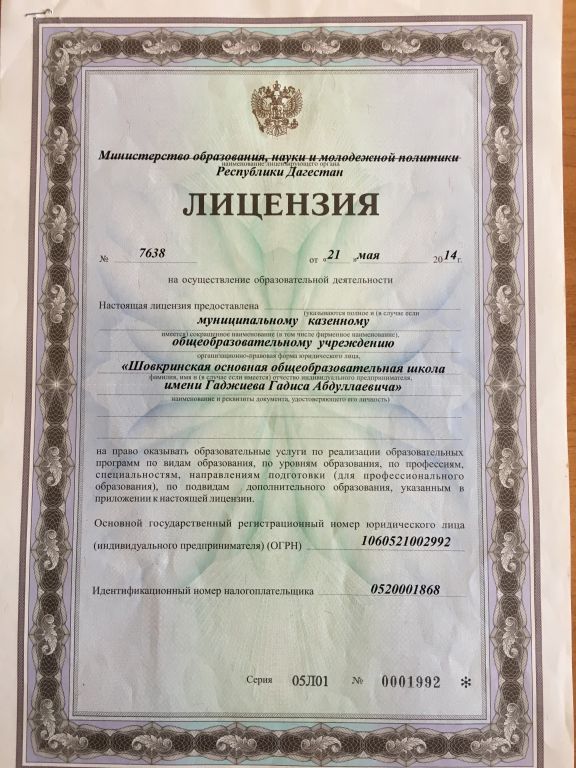 Министерство образования, науки и молодежной политики
наименование лицензирующего органа
Республики Дагестан
ЛИЦЕНЗИЯ
№ 7638 от « 21 » мая 2014 г.
на осуществление образовательной деятельности
Настоящая лицензия предоставлена
(указываются полное и (в случае если
муниципальному казенному
имеется) сокращенное наименование (в том числе фирменное наименование),
общеобразовательному учреждению
организационно-правовая форма юридического лица,
«Шовкринская основная общеобразовательная школа
фамилия, имя и (в случае если имеется) отчество индивидуального предпринимателя,
имени Гаджиева Гадиса Абдуллаевича»
наименование и реквизиты документа, удостоверяющего его личность)
на право оказывать образовательные услуги по реализации образовательных
программ по видам образования, по уровням образования, по профессиям,
специальностям, направлениям подготовки (для профессионального
образования), по подвидам дополнительного образования, указанным в
приложении к настоящей лицензии.
Основной государственный регистрационный номер юридического лица
(индивидуального предпринимателя) (ОГРН) 1060521002992
Идентификационный номер налогоплательщика 0520001868
Серия 05Л01 № 0001992 *